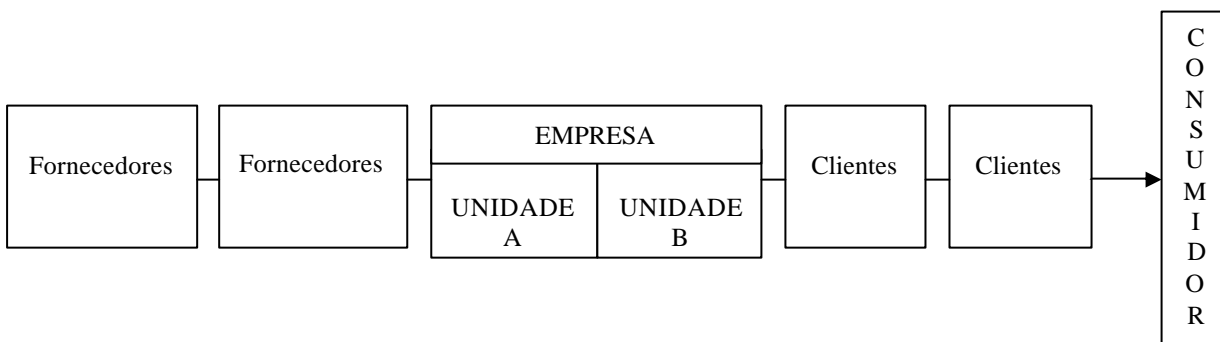 Fornecedores
Fornecedores
EMPRESA
UNIDADE
A
UNIDADE
B
Clientes
Clientes
C
O
N
S
U
M
I
D
O
R